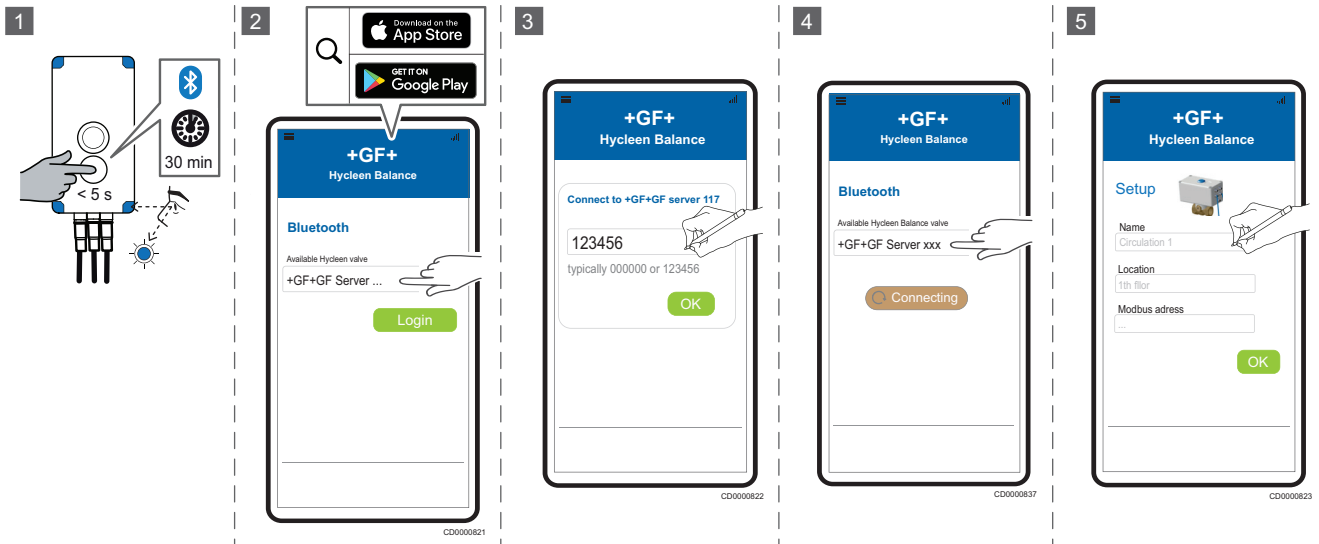 1
30 min
< 5 s
2
Download on the
App Store
GET IT ON
Google Play
+GF+
Hycleen Balance
Bluetooth
Available Hycleen valve
+GF+GF Server ...
Login
CD0000821
3
+GF+
Hycleen Balance
Connect to +GF+GF server 117
123456
typically 000000 or 123456
OK
CD0000822
4
+GF+
Hycleen Balance
Bluetooth
Available Hycleen Balance valve
+GF+GF Server xxx
Connecting
CD0000837
5
+GF+
Hycleen Balance
Setup
Name
Circulation 1
Location
1th fllor
Modbus adress
...
OK
CD0000823